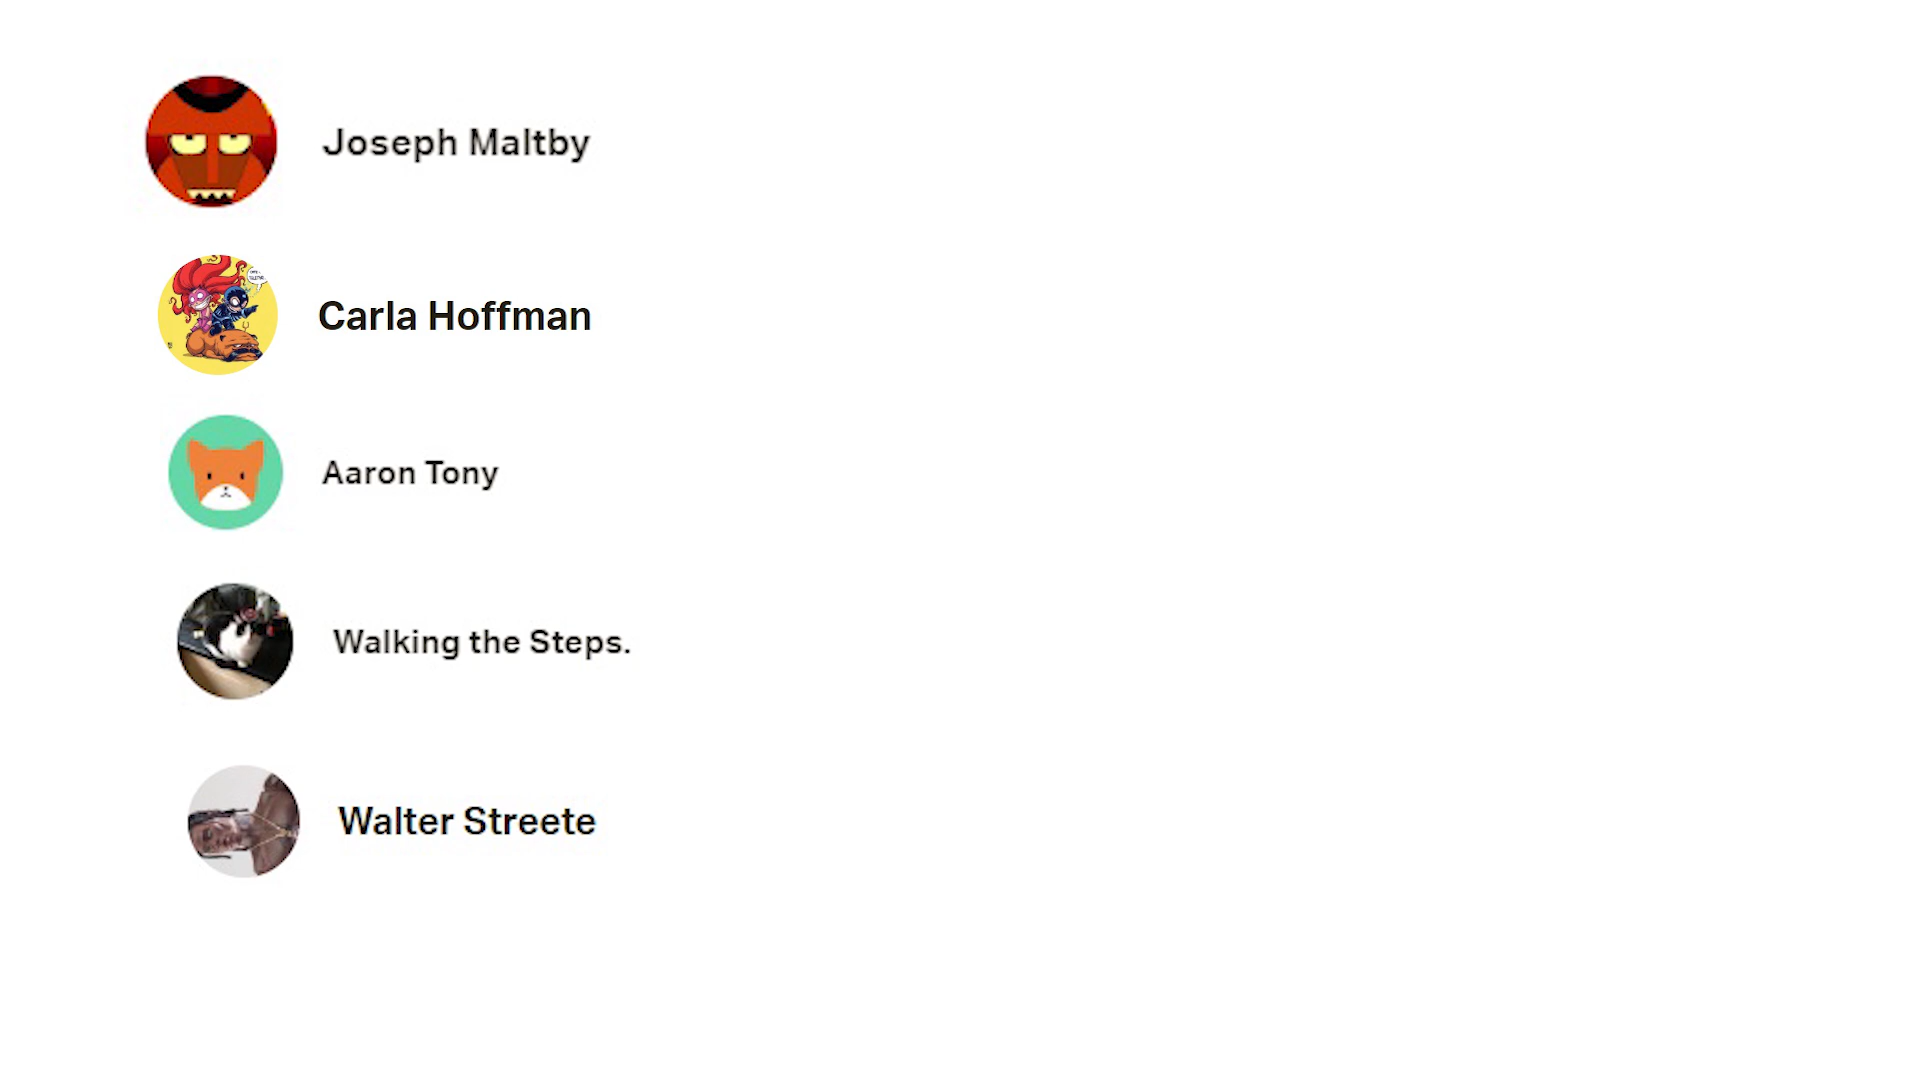 Joseph Maltby
Carla Hoffman
Aaron Tony
Walking the Steps.
Walter Streete